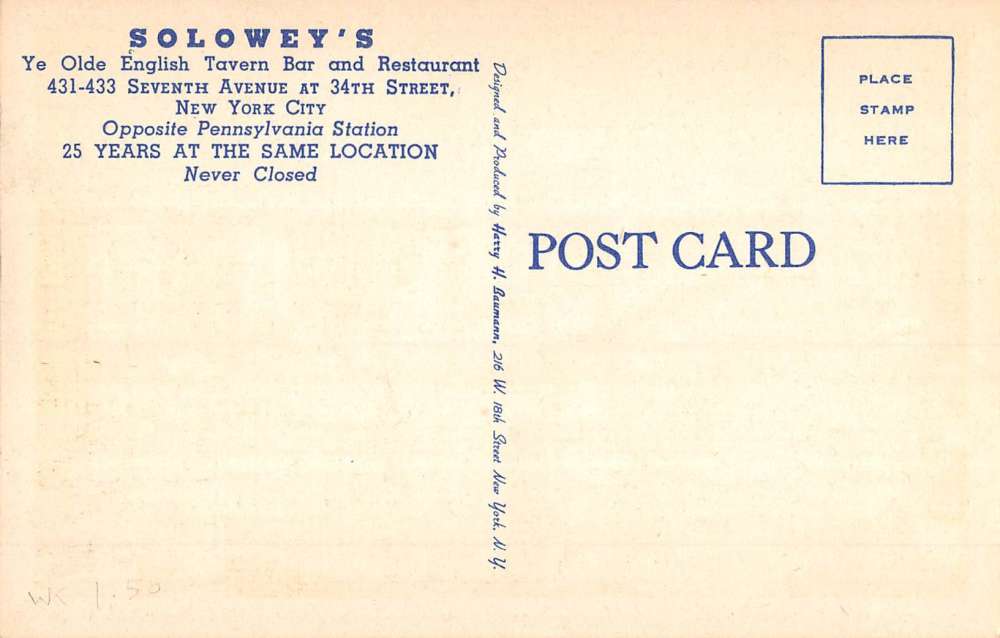 SOLOWEY'S
Ye Olde English Tavern Bar and Restaurant
431-433 SEVENTH AVENUE AT 34TH STREET,
NEW YORK CITY
Opposite Pennsylvania Station
25 YEARS AT THE SAME LOCATION
Never Closed
Designed and Produced by Harry H. Baumann, 216 W. 18th Street New York. N. Y.
PLACE
STAMP
HERE
POST CARD
WK 1.50